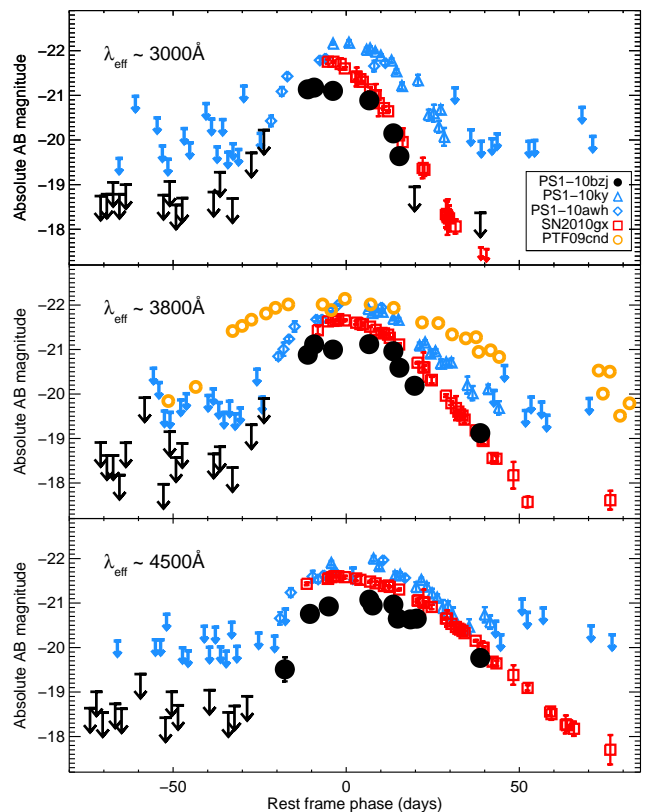 λeff ~ 3000Å
Absolute AB magnitude
-22
-21
-20
-19
-18
PS1-10bzj
PS1-10ky
PS1-10awh
SN2010gx
PTF09cnd
λeff ~ 3800Å
Absolute AB magnitude
-22
-21
-20
-19
-18
λeff ~ 4500Å
Absolute AB magnitude
-22
-21
-20
-19
-18
-50
0
50
Rest frame phase (days)